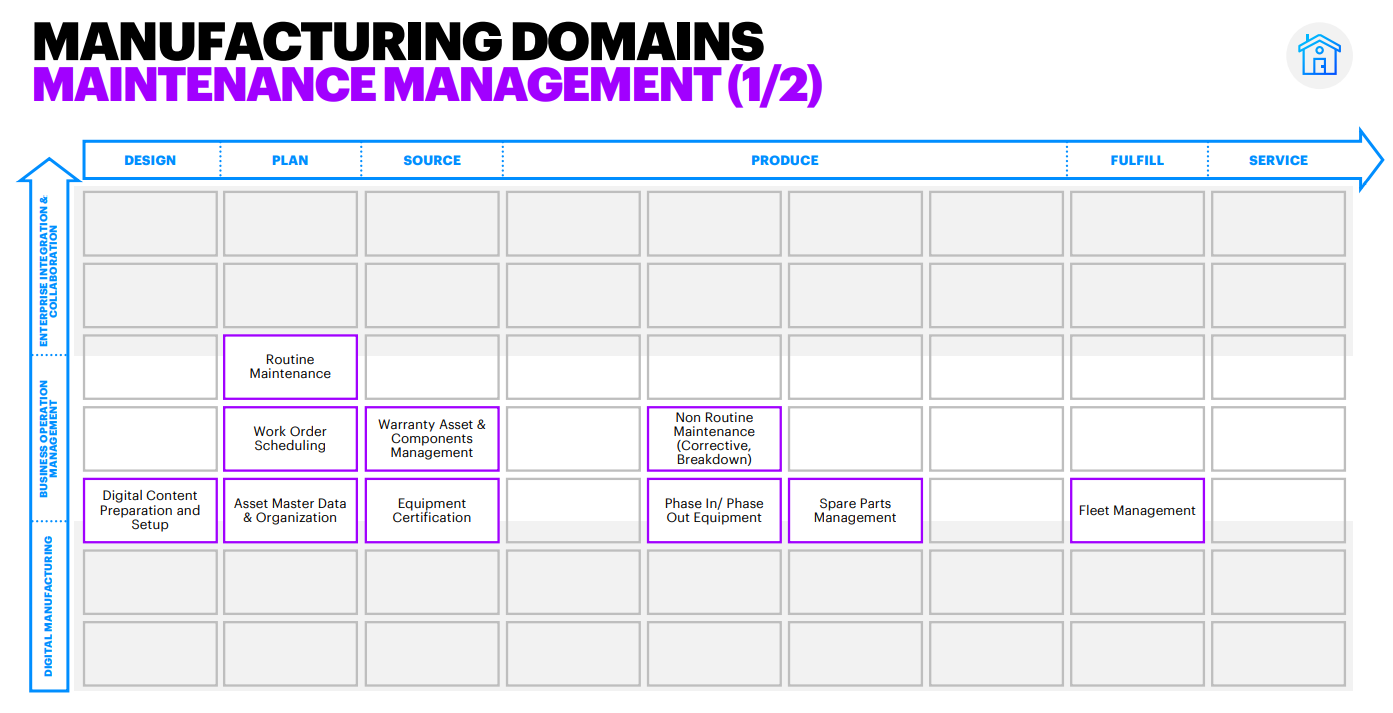 MANUFACTURING DOMAINS
MAINTENANCE MANAGEMENT (1/2)
DESIGN
PLAN
SOURCE
PRODUCE
FULFILL
SERVICE
ENTERPRISE INTEGRATION &
COLLABORATION
BUSINESS OPERATION
MANAGEMENT
DIGITAL MANUFACTURING
Routine
Maintenance
Work Order
Scheduling
Warranty Asset &
Components
Management
Non Routine
Maintenance
(Corrective,
Breakdown)
Digital Content
Preparation and
Setup
Asset Master Data
& Organization
Equipment
Certification
Phase In/ Phase
Out Equipment
Spare Parts
Management
Fleet Management